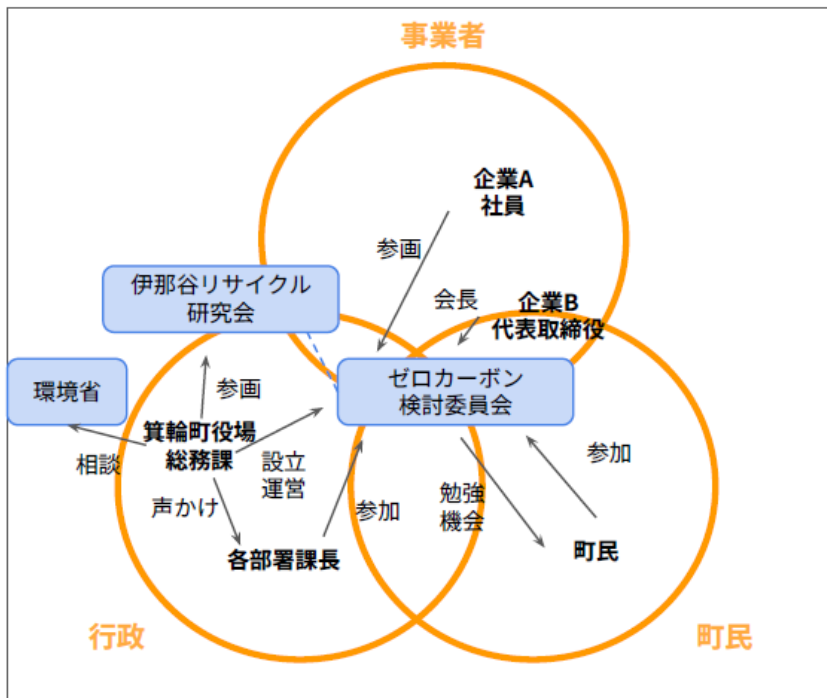 事業者
企業A
社員
参画
伊那谷リサイクル
研究会
会長
企業B
代表取締役
環境省
ゼロカーボン
検討委員会
参画
箕輪町役場
総務課
相談
設立
運営
声かけ
参加
勉強
機会
参加
各部署課長
町民
行政
町民